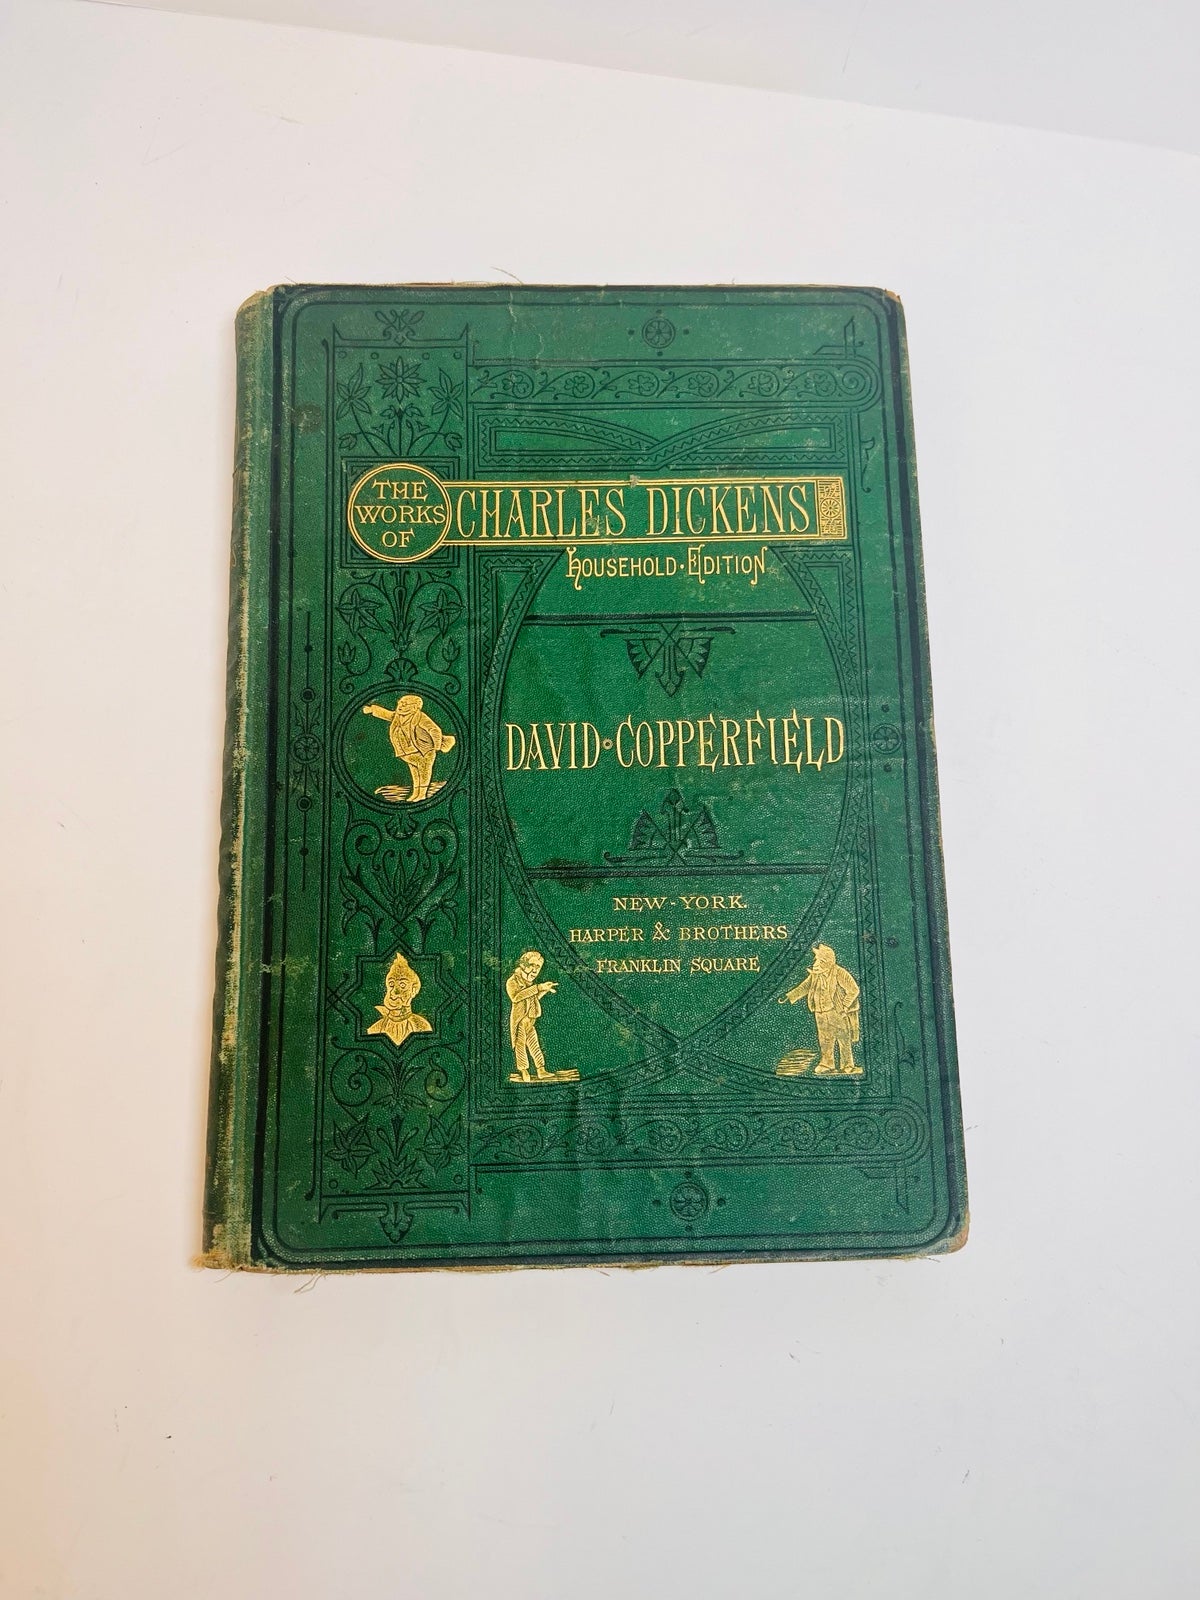 THE
WORKS
OF
CHARLES DICKENS
HOUSEHOLD · EDITION
DAVID · COPPERFIELD
NEW-YORK.
HARPER & BROTHERS
FRANKLIN SQUARE